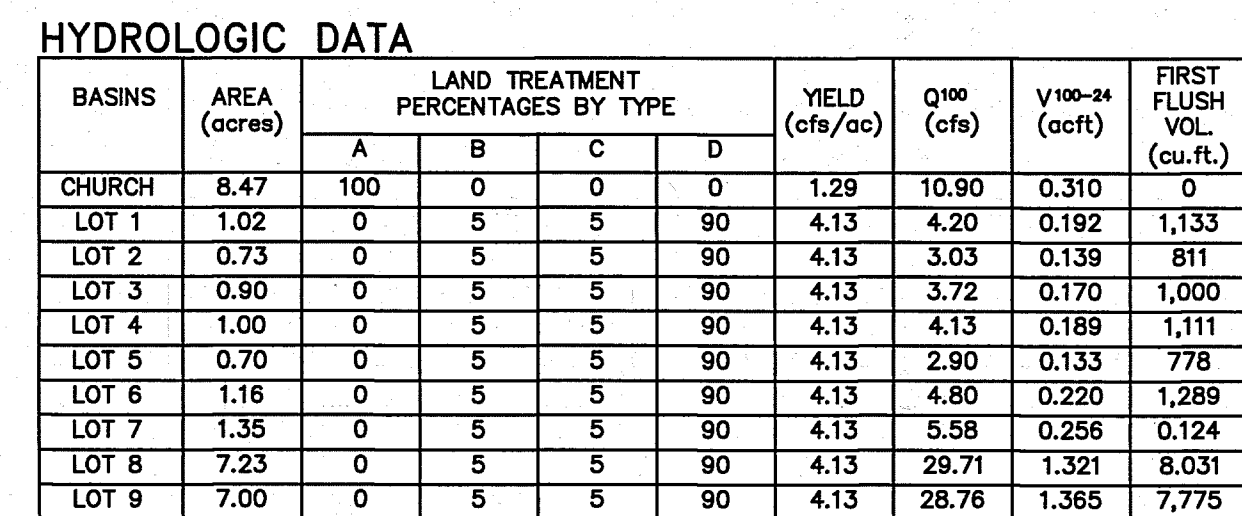 HYDROLOGIC DATA
BASINS AREA (acres) LAND TREATMENT PERCENTAGES BY TYPE YIELD (cfs/ac) Q100 (cfs) V100-24 (acft) FIRST FLUSH VOL. (cu.ft.)
A B C D
CHURCH 8.47 100 0 0 0 1.29 10.90 0.310 0
LOT 1 1.02 0 5 5 90 4.13 4.20 0.192 1,133
LOT 2 0.73 0 5 5 90 4.13 3.03 0.139 811
LOT 3 0.90 0 5 5 90 4.13 3.72 0.170 1,000
LOT 4 1.00 0 5 5 90 4.13 4.13 0.189 1,111
LOT 5 0.70 0 5 5 90 4.13 2.90 0.133 778
LOT 6 1.16 0 5 5 90 4.13 4.80 0.220 1,289
LOT 7 1.35 0 5 5 90 4.13 5.58 0.256 0.124
LOT 8 7.23 0 5 5 90 4.13 29.71 1.321 8.031
LOT 9 7.00 0 5 5 90 4.13 28.76 1.365 7,775